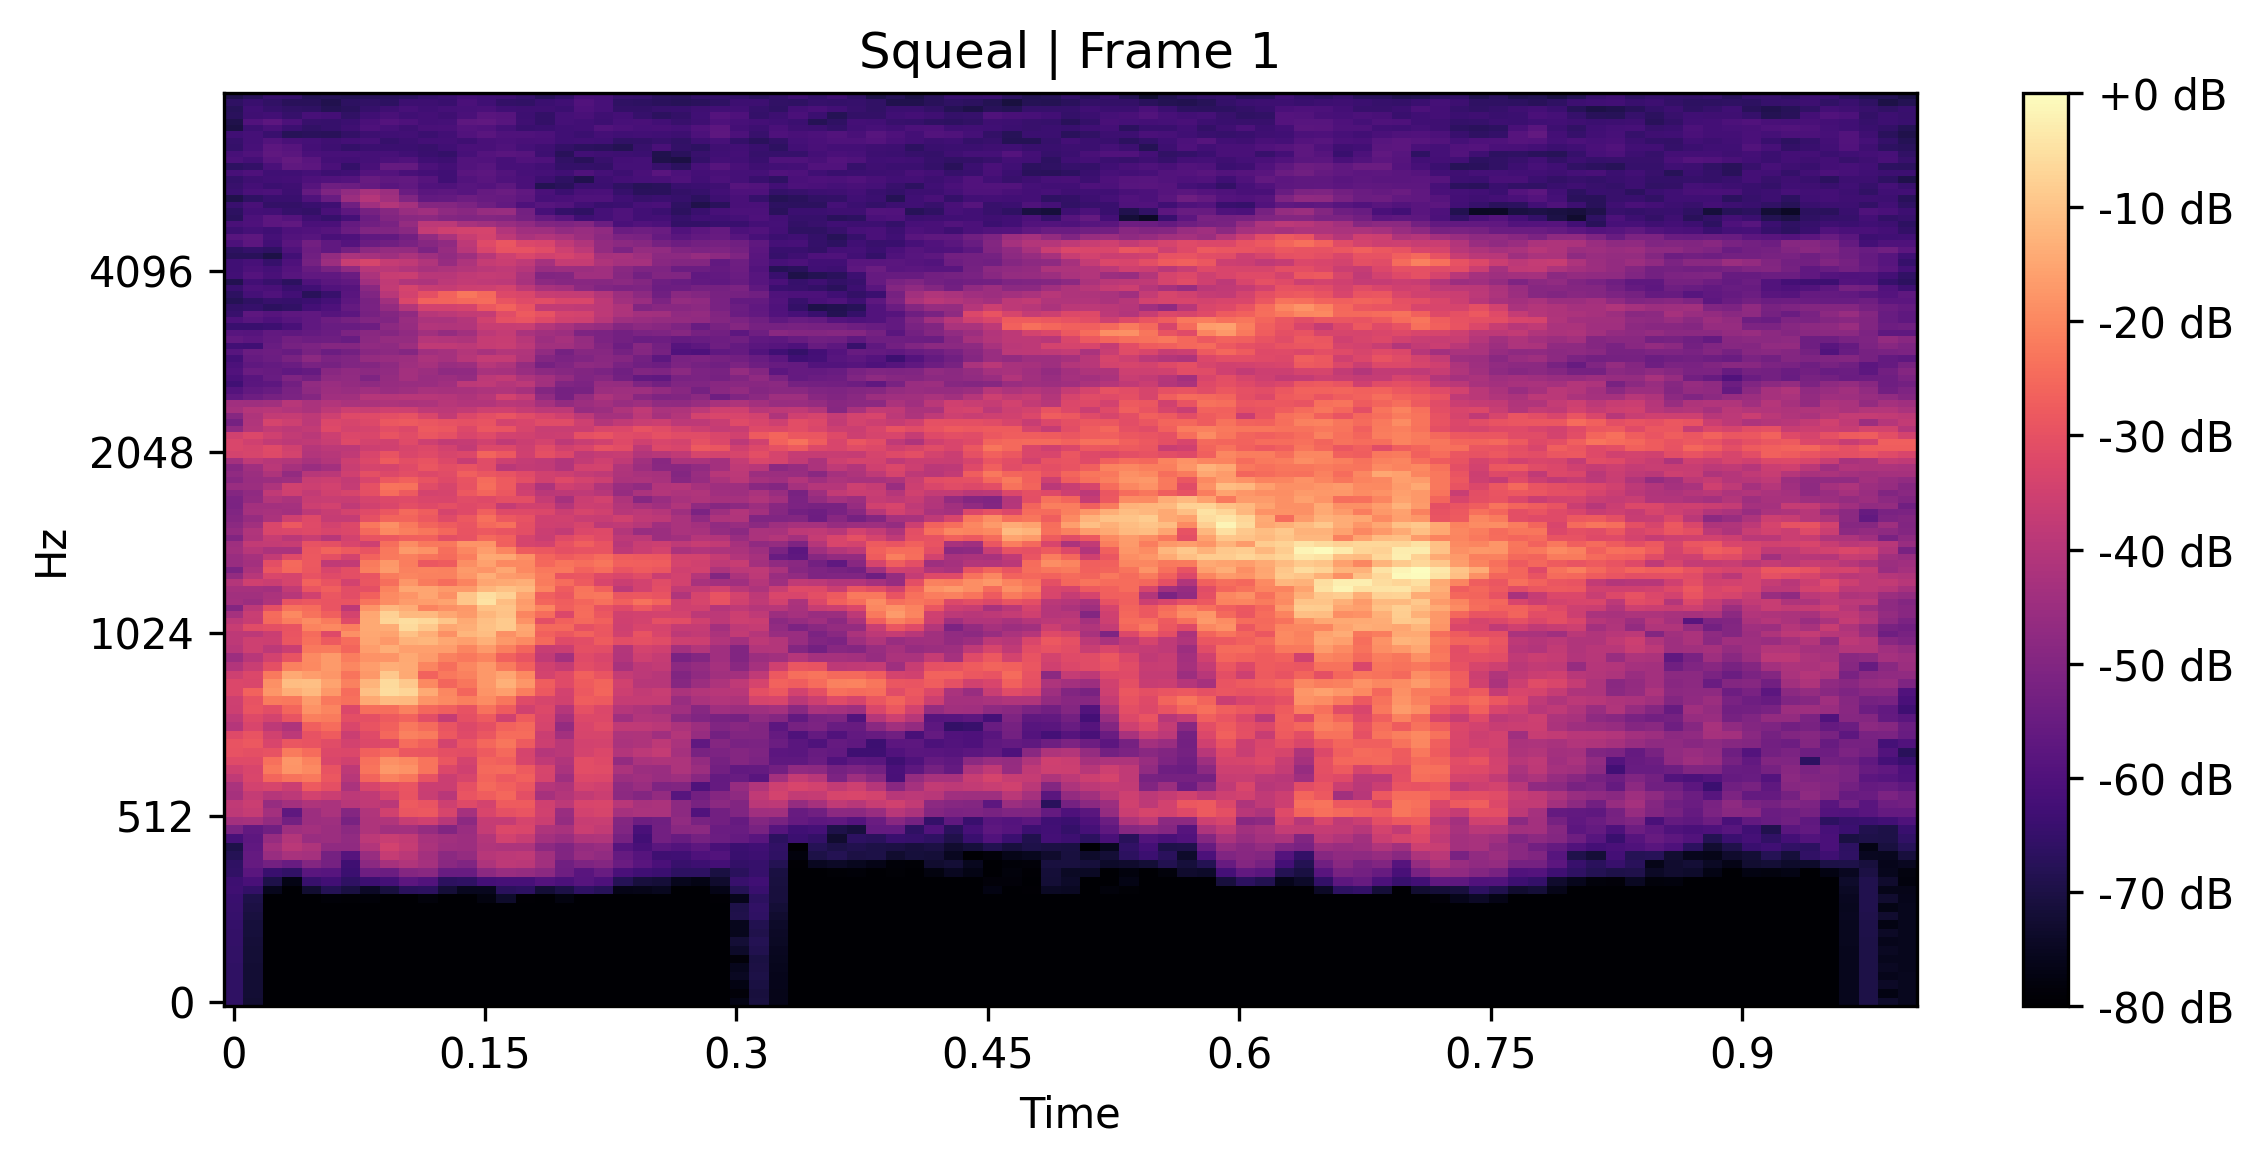 Squeal | Frame 1
+0 dB
-10 dB
-20 dB
-30 dB
-40 dB
-50 dB
-60 dB
-70 dB
-80 dB
4096
2048
1024
512
0
Hz
0 0.15 0.3 0.45 0.6 0.75 0.9
Time